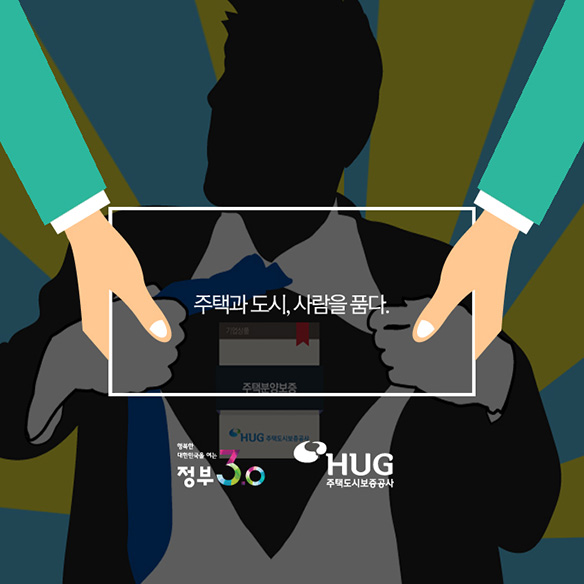 주택과 도시, 사람을 품다.
기업상품
주택분양보증
HUG 주택도시보증공사
행복한
대한민국을 여는
정부3.0
HUG
주택도시보증공사